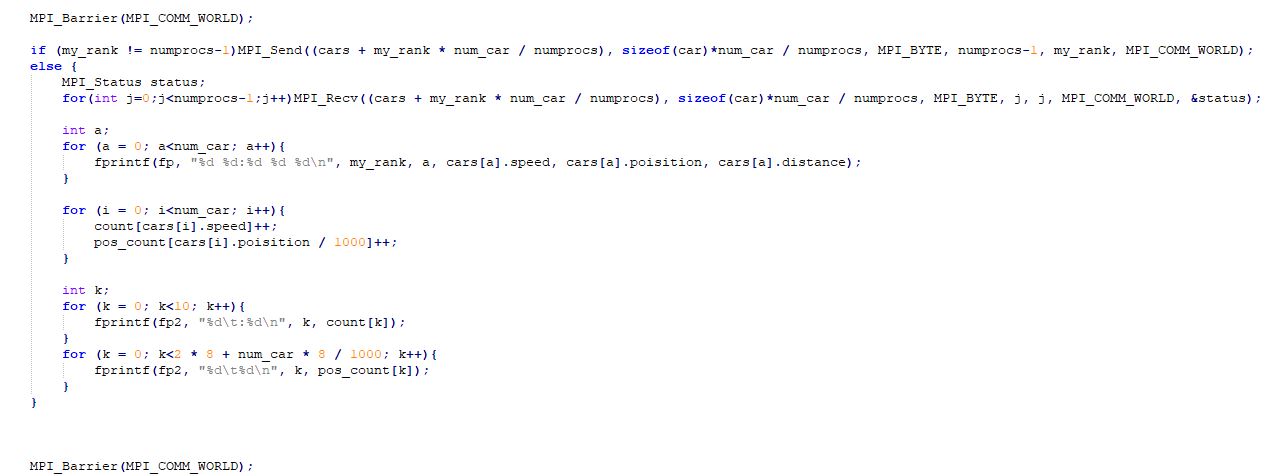 MPI_Barrier(MPI_COMM_WORLD);
if (my_rank != numprocs-1)MPI_Send((cars + my_rank * num_car / numprocs), sizeof(car)*num_car / numprocs, MPI_BYTE, numprocs-1, my_rank, MPI_COMM_WORLD);
else {
MPI_Status status;
for(int j=0;j<numprocs-1;j++)MPI_Recv((cars + my_rank * num_car / numprocs), sizeof(car)*num_car / numprocs, MPI_BYTE, j, j, MPI_COMM_WORLD, &status);
int a;
for (a = 0; a<num_car; a++){
fprintf(fp, "%d %d:%d %d %d\n", my_rank, a, cars[a].speed, cars[a].poisition, cars[a].distance);
}
for (i = 0; i<num_car; i++){
count[cars[i].speed]++;
pos_count[cars[i].poisition / 1000]++;
}
int k;
for (k = 0; k<10; k++){
fprintf(fp2, "%d\t:%d\n", k, count[k]);
}
for (k = 0; k<2 * 8 + num_car * 8 / 1000; k++){
fprintf(fp2, "%d\t%d\n", k, pos_count[k]);
}
}
MPI_Barrier(MPI_COMM_WORLD);